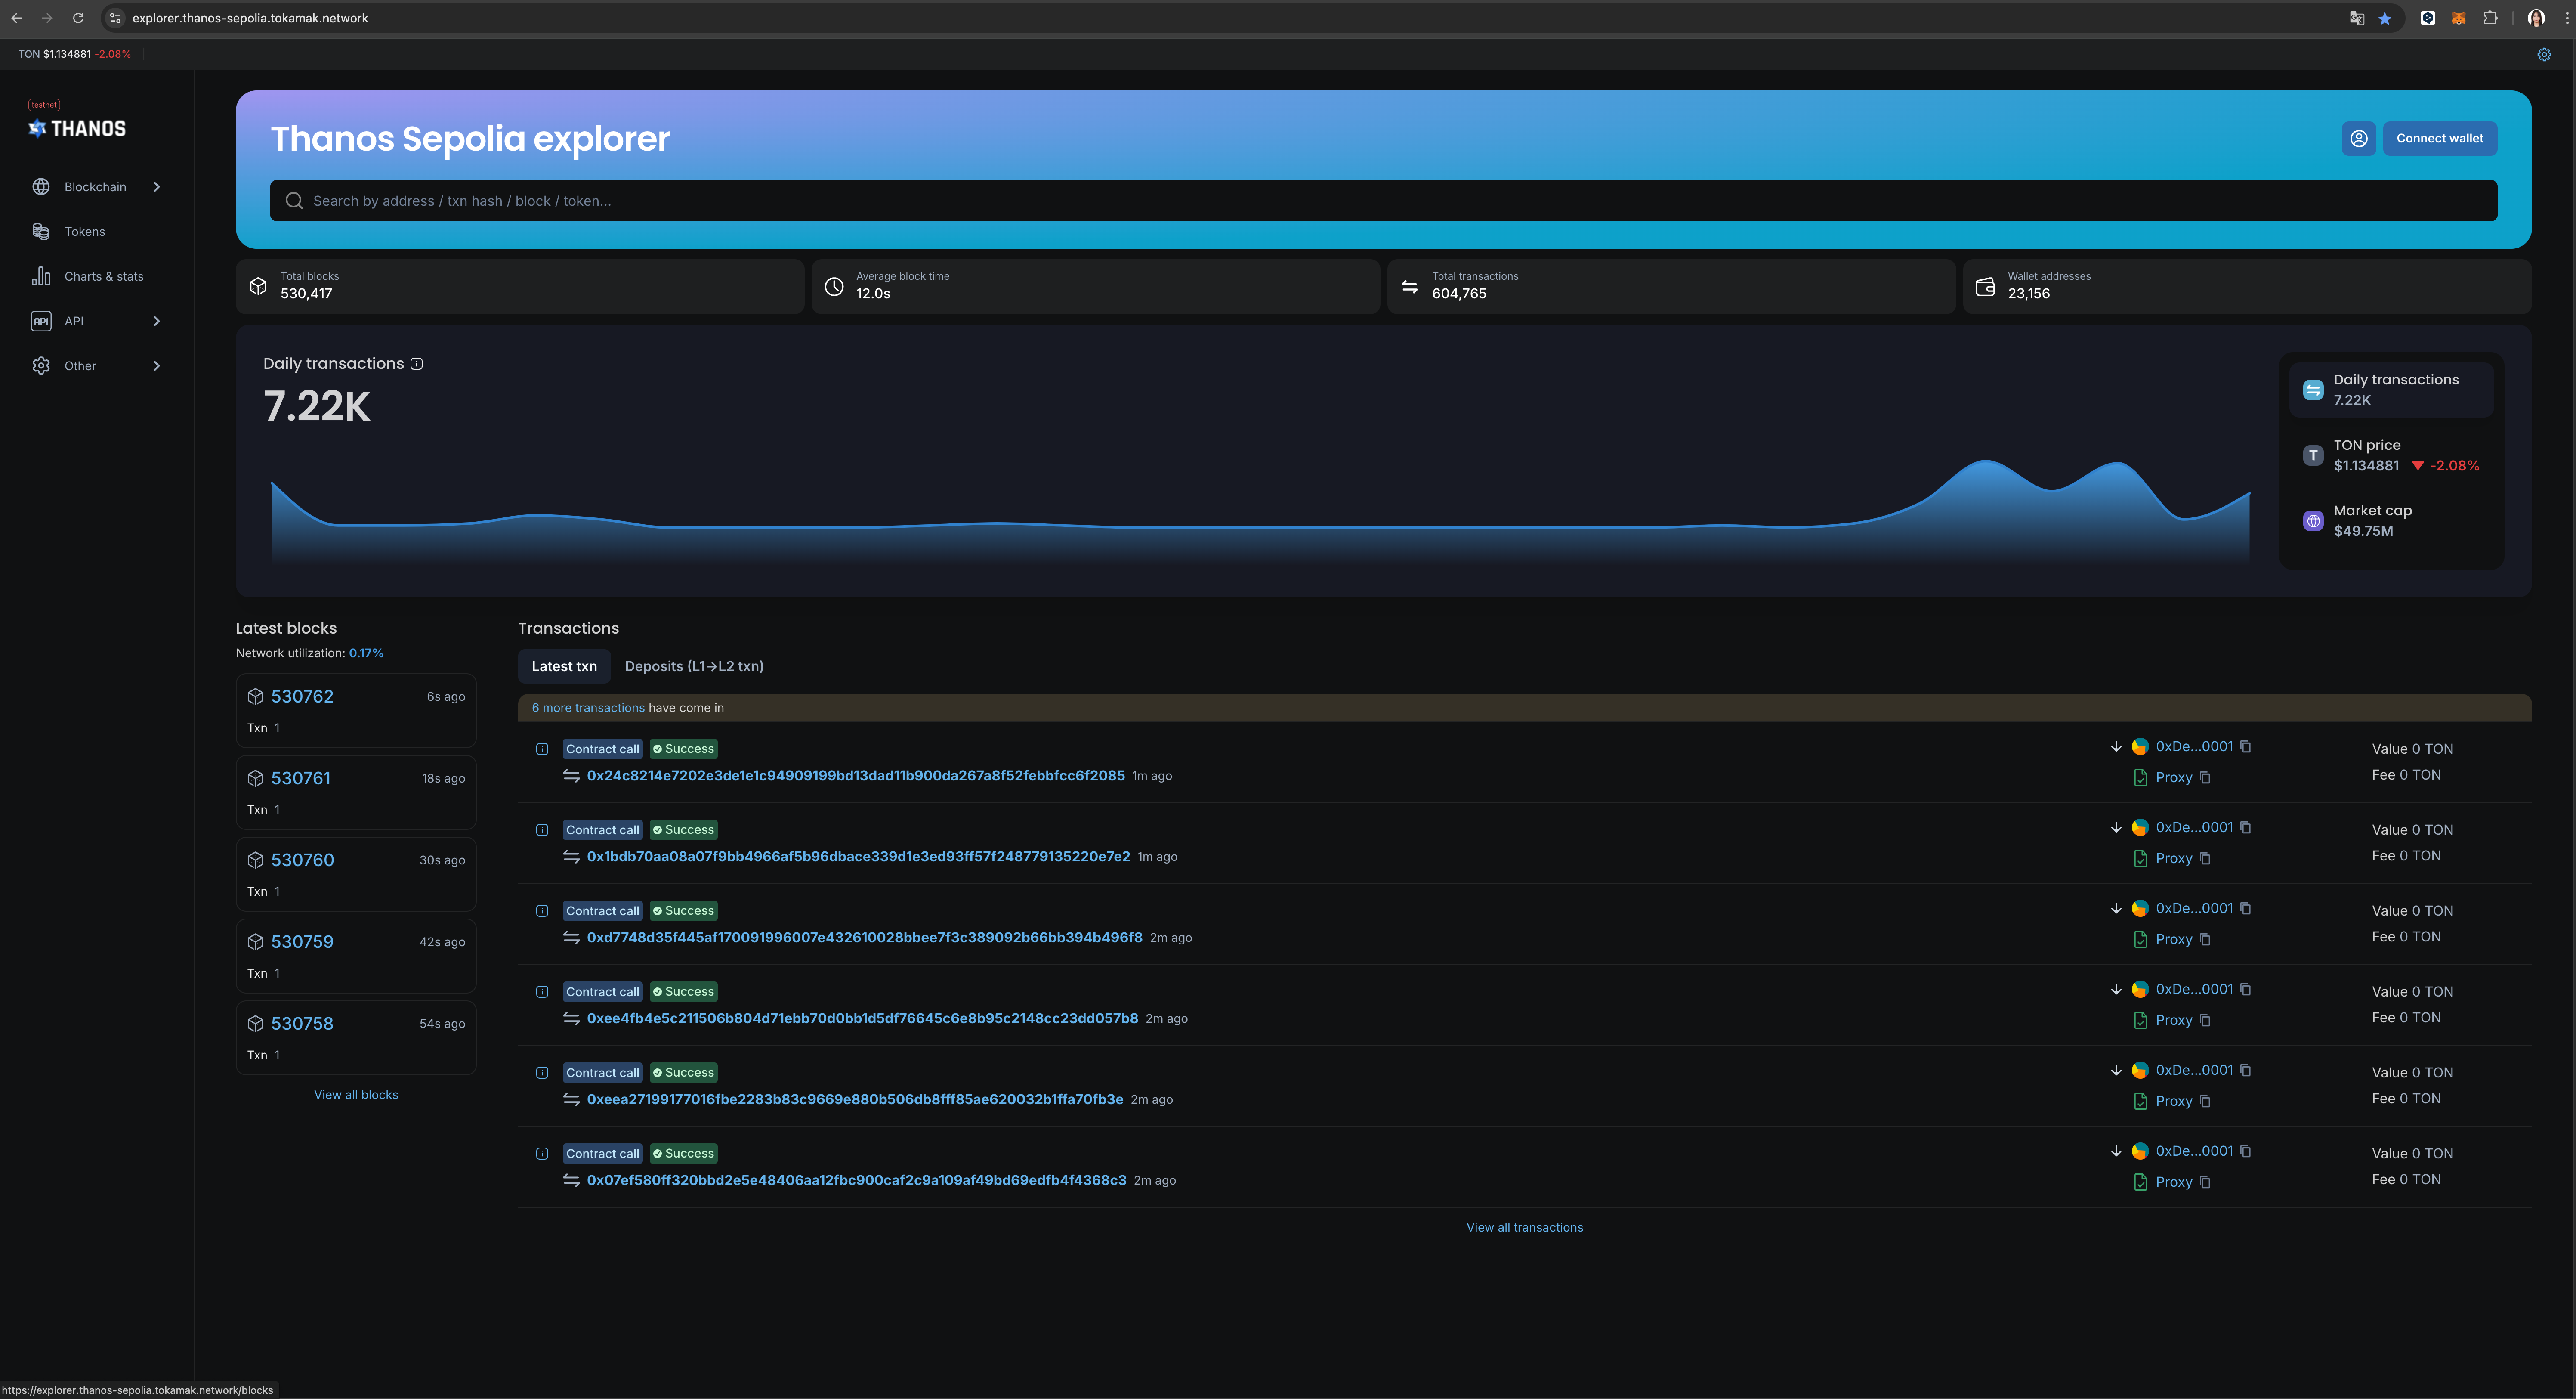 explorer.thanos-sepolia.tokamak.network
TON $1.134881 -2.08%
testnet
THANOS
Blockchain
Tokens
Charts & stats
API API
Other
Thanos Sepolia explorer
Connect wallet
Search by address / txn hash / block / token...
Total blocks
530,417
Average block time
12.0s
Total transactions
604,765
Wallet addresses
23,156
Daily transactions
7.22K
Daily transactions
7.22K
T
TON price
$1.134881 -2.08%
Market cap
$49.75M
Latest blocks
Network utilization: 0.17%
530762 6s ago
Txn 1
530761 18s ago
Txn 1
530760 30s ago
Txn 1
530759 42s ago
Txn 1
530758 54s ago
Txn 1
View all blocks
Transactions
Latest txn Deposits (L1→L2 txn)
6 more transactions have come in
Contract call Success 0xDe...0001 Value 0 TON
0x24c8214e7202e3de1e1c94909199bd13dad11b900da267a8f52febbfcc6f2085 1m ago Proxy Fee 0 TON
Contract call Success 0xDe...0001 Value 0 TON
0x1bdb70aa08a07f9bb4966af5b96dbace339d1e3ed93ff57f248779135220e7e2 1m ago Proxy Fee 0 TON
Contract call Success 0xDe...0001 Value 0 TON
0xd7748d35f445af170091996007e432610028bbee7f3c389092b66bb394b496f8 2m ago Proxy Fee 0 TON
Contract call Success 0xDe...0001 Value 0 TON
0xee4fb4e5c211506b804d71ebb70d0bb1d5df76645c6e8b95c2148cc23dd057b8 2m ago Proxy Fee 0 TON
Contract call Success 0xDe...0001 Value 0 TON
0xeea27199177016fbe2283b83c9669e880b506db8fff85ae620032b1ffa70fb3e 2m ago Proxy Fee 0 TON
Contract call Success 0xDe...0001 Value 0 TON
0x07ef580ff320bbd2e5e48406aa12fbc900caf2c9a109af49bd69edfb4f4368c3 2m ago Proxy Fee 0 TON
View all transactions
https://explorer.thanos-sepolia.tokamak.network/blocks